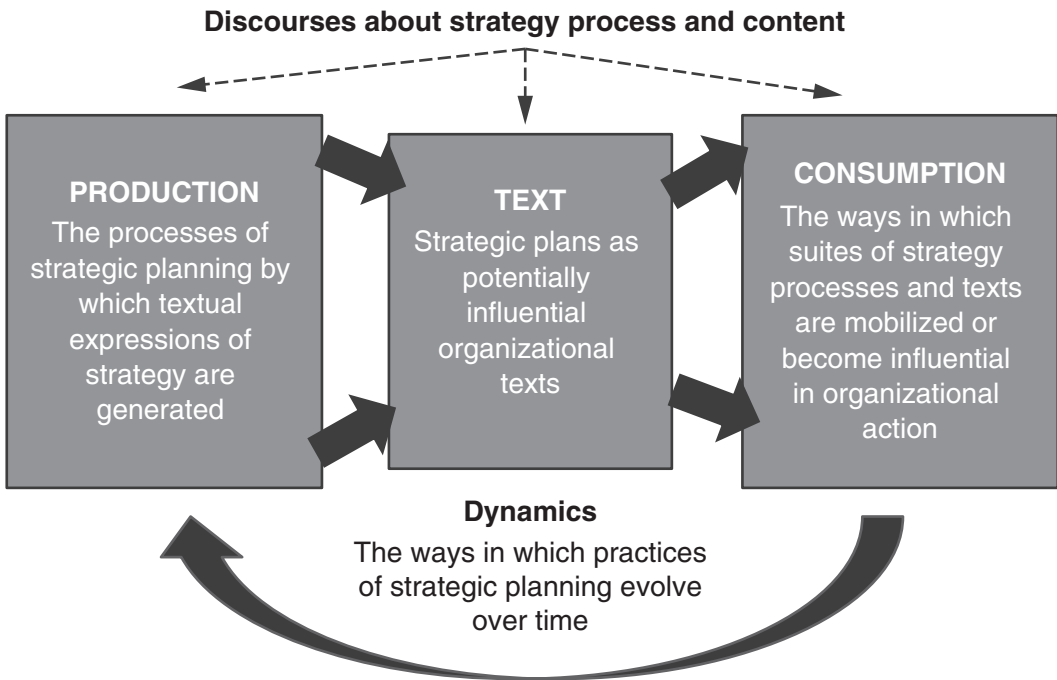 Discourses about strategy process and content
PRODUCTION
The processes of
strategic planning by
which textual
expressions of
strategy are
generated
TEXT
Strategic plans as
potentially
influential
organizational
texts
CONSUMPTION
The ways in which
suites of strategy
processes and texts
are mobilized or
become influential
in organizational
action
Dynamics
The ways in which practices
of strategic planning evolve
over time